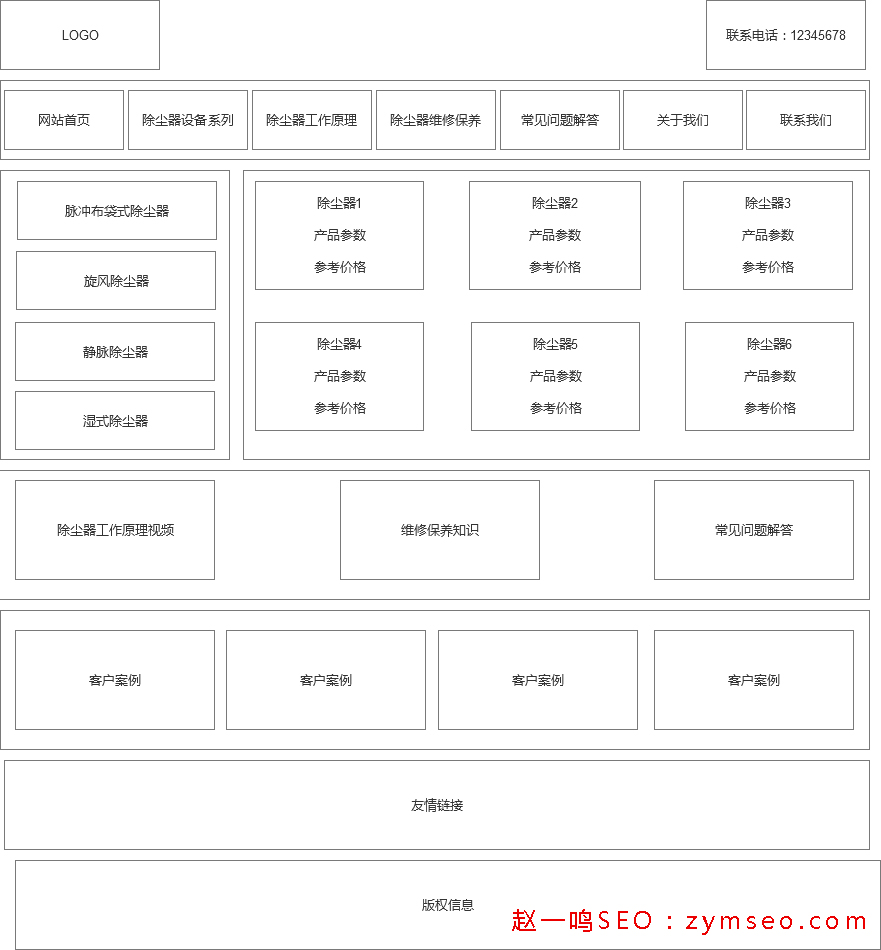 LOGO
联系电话：12345678
网站首页
除尘器设备系列
除尘器工作原理
除尘器维修保养
常见问题解答
关于我们
联系我们
脉冲布袋式除尘器
旋风除尘器
静脉除尘器
湿式除尘器
除尘器1
产品参数
参考价格
除尘器2
产品参数
参考价格
除尘器3
产品参数
参考价格
除尘器4
产品参数
参考价格
除尘器5
产品参数
参考价格
除尘器6
产品参数
参考价格
除尘器工作原理视频
维修保养知识
常见问题解答
客户案例
客户案例
客户案例
客户案例
友情链接
版权信息
赵一鸣SEO：zymseo.com